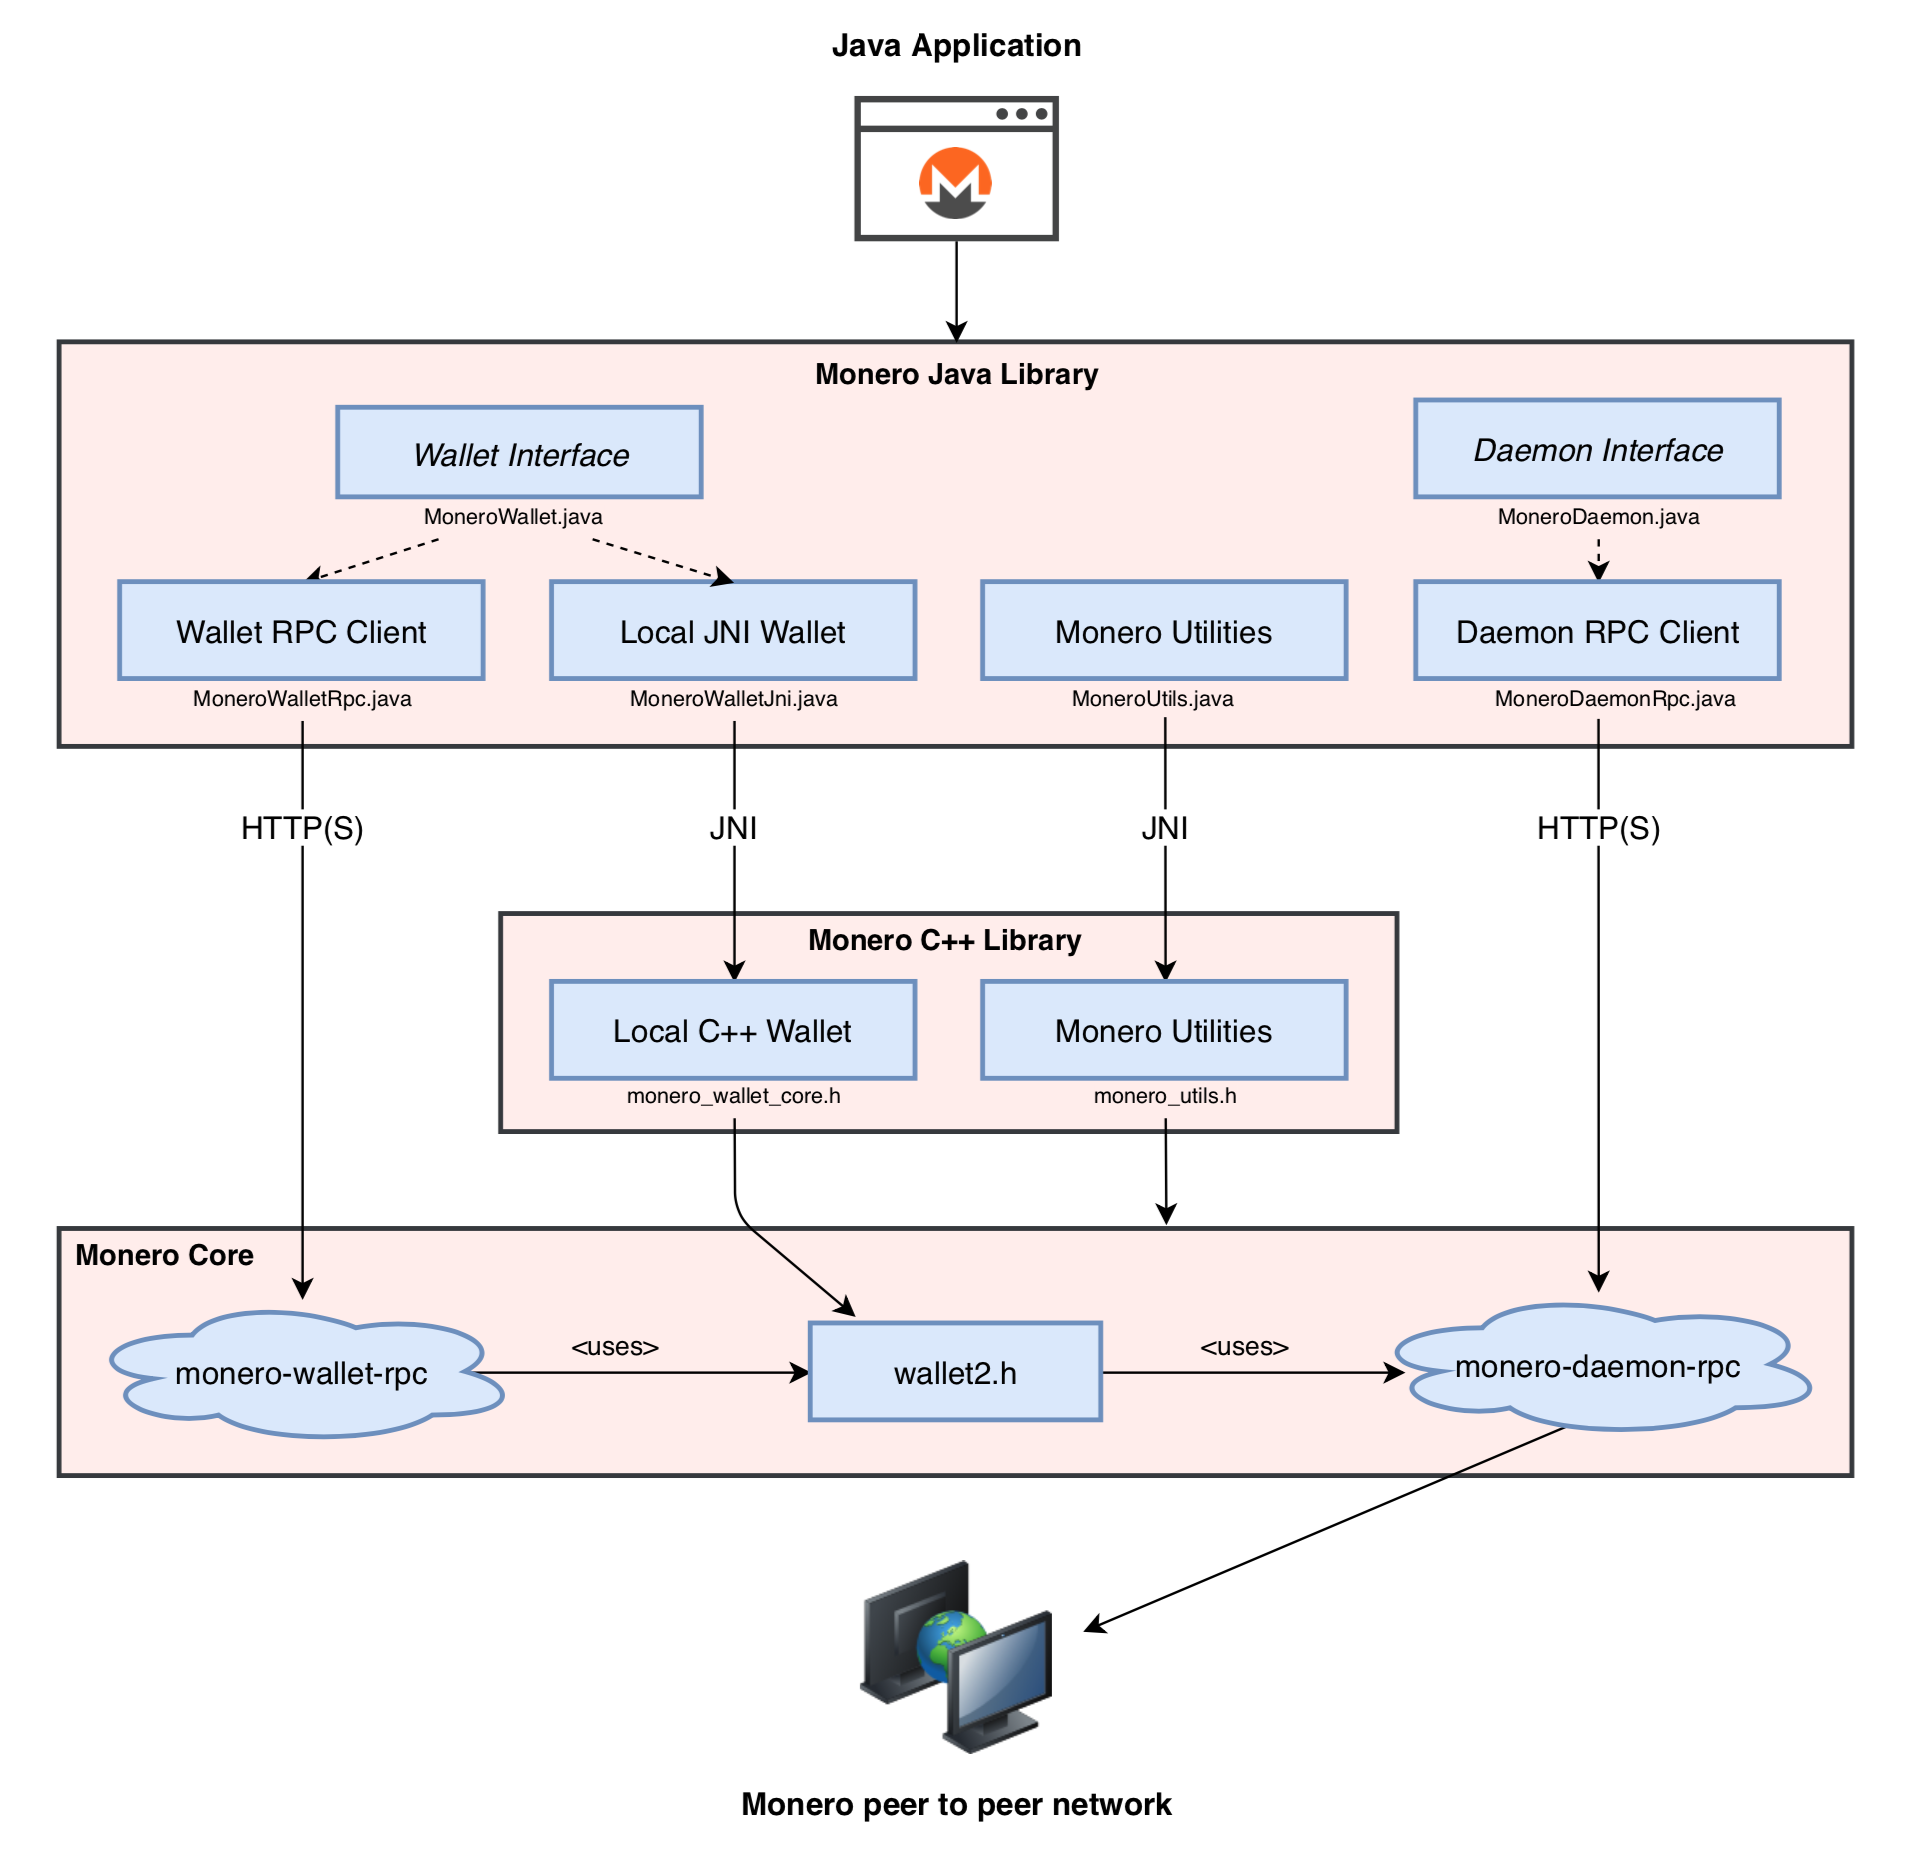 Java Application
Monero Java Library
Wallet Interface
MoneroWallet.java
Daemon Interface
MoneroDaemon.java
Wallet RPC Client
MoneroWalletRpc.java
Local JNI Wallet
MoneroWalletJni.java
Monero Utilities
MoneroUtils.java
Daemon RPC Client
MoneroDaemonRpc.java
HTTP(S)
JNI
JNI
HTTP(S)
Monero C++ Library
Local C++ Wallet
monero_wallet_core.h
Monero Utilities
monero_utils.h
Monero Core
monero-wallet-rpc
<uses>
wallet2.h
<uses>
monero-daemon-rpc
Monero peer to peer network